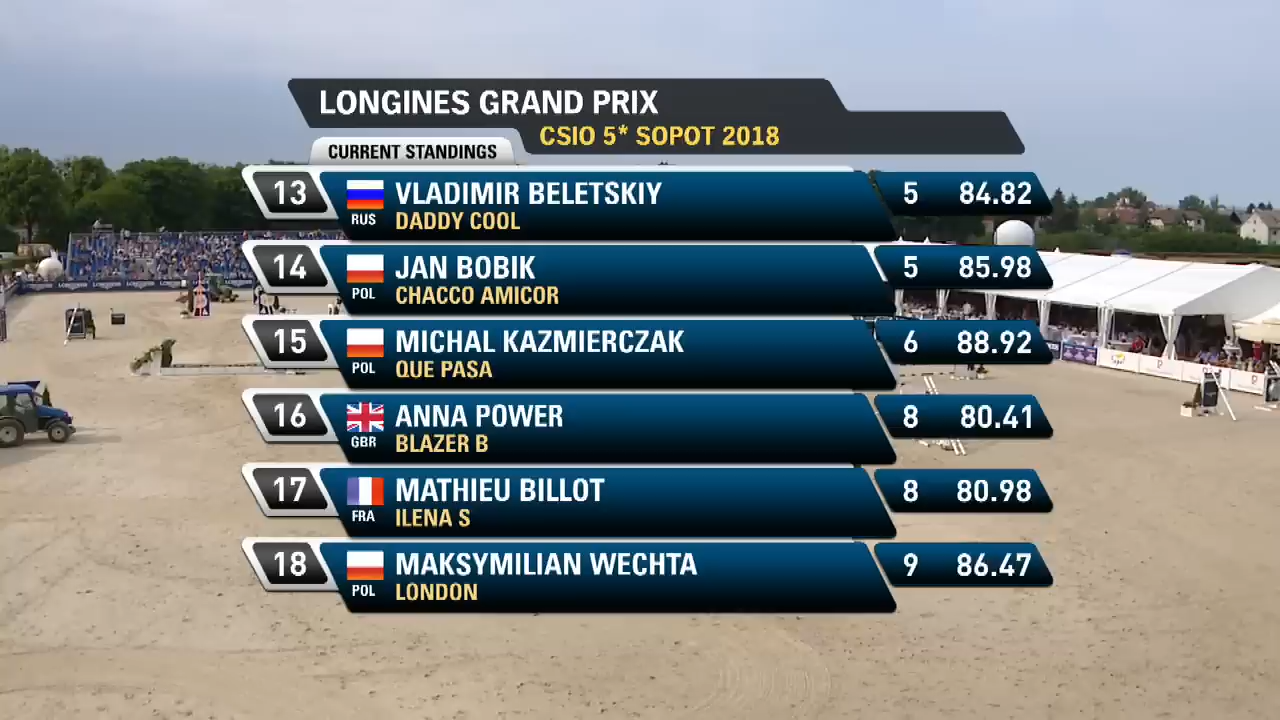 LONGINES GRAND PRIX
CSIO 5* SOPOT 2018
CURRENT STANDINGS
13 RUS VLADIMIR BELETSKIY 5 84.82
DADDY COOL
14 POL JAN BOBIK 5 85.98
CHACCO AMICOR
15 POL MICHAL KAZMIERCZAK 6 88.92
QUE PASA
16 GBR ANNA POWER 8 80.41
BLAZER B
17 FRA MATHIEU BILLOT 8 80.98
ILENA S
18 POL MAKSYMILIAN WECHTA 9 86.47
LONDON